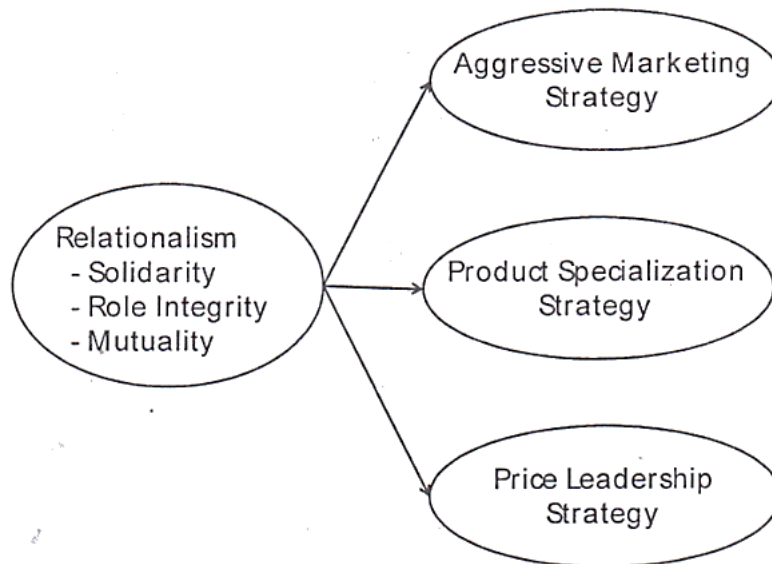 Aggressive Marketing
Strategy
Relationalism
- Solidarity
- Role Integrity
- Mutuality
Product Specialization
Strategy
Price Leadership
Strategy